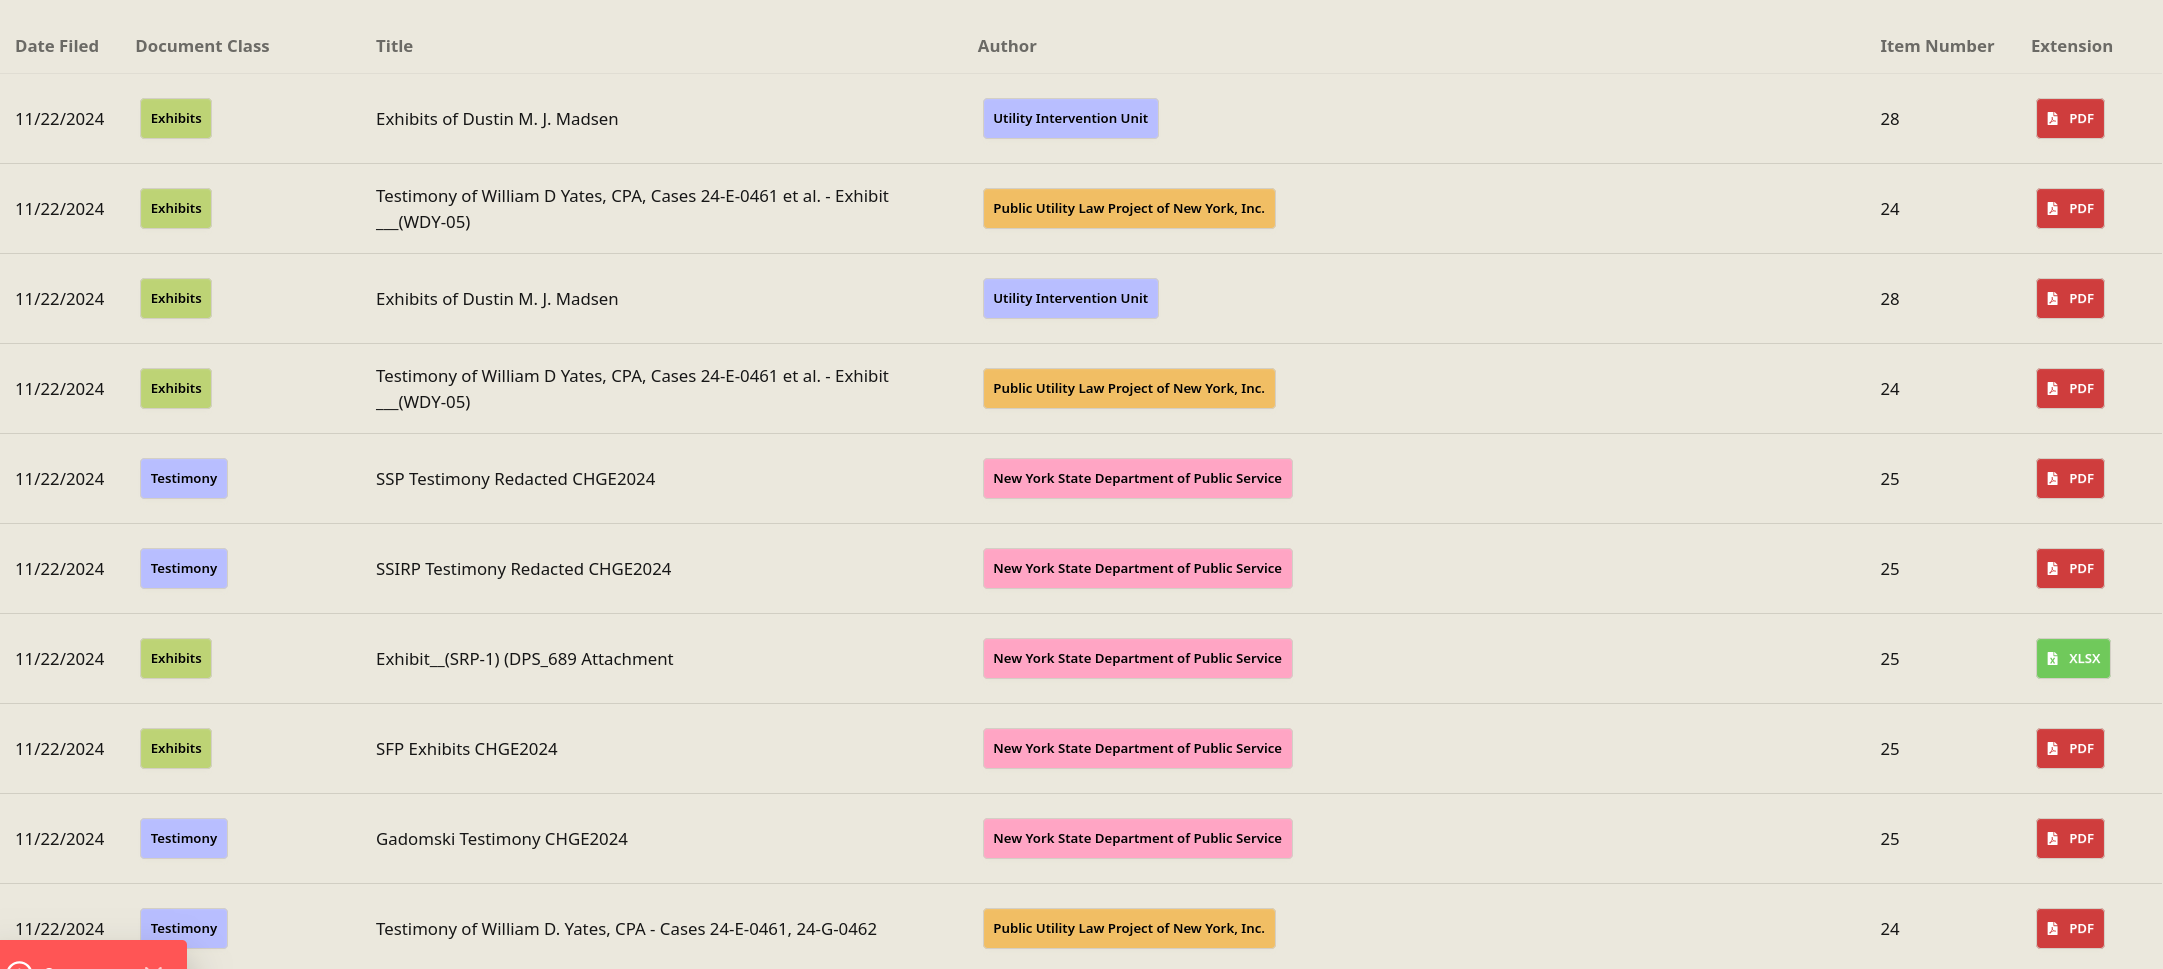 Date Filed Document Class Title Author Item Number Extension
11/22/2024 Exhibits Exhibits of Dustin M. J. Madsen Utility Intervention Unit 28 PDF
11/22/2024 Exhibits Testimony of William D Yates, CPA, Cases 24-E-0461 et al. - Exhibit
___(WDY-05) Public Utility Law Project of New York, Inc. 24 PDF
11/22/2024 Exhibits Exhibits of Dustin M. J. Madsen Utility Intervention Unit 28 PDF
11/22/2024 Exhibits Testimony of William D Yates, CPA, Cases 24-E-0461 et al. - Exhibit
___(WDY-05) Public Utility Law Project of New York, Inc. 24 PDF
11/22/2024 Testimony SSP Testimony Redacted CHGE2024 New York State Department of Public Service 25 PDF
11/22/2024 Testimony SSIRP Testimony Redacted CHGE2024 New York State Department of Public Service 25 PDF
11/22/2024 Exhibits Exhibit__(SRP-1) (DPS_689 Attachment New York State Department of Public Service 25 XLSX
11/22/2024 Exhibits SFP Exhibits CHGE2024 New York State Department of Public Service 25 PDF
11/22/2024 Testimony Gadomski Testimony CHGE2024 New York State Department of Public Service 25 PDF
11/22/2024 Testimony Testimony of William D. Yates, CPA - Cases 24-E-0461, 24-G-0462 Public Utility Law Project of New York, Inc. 24 PDF